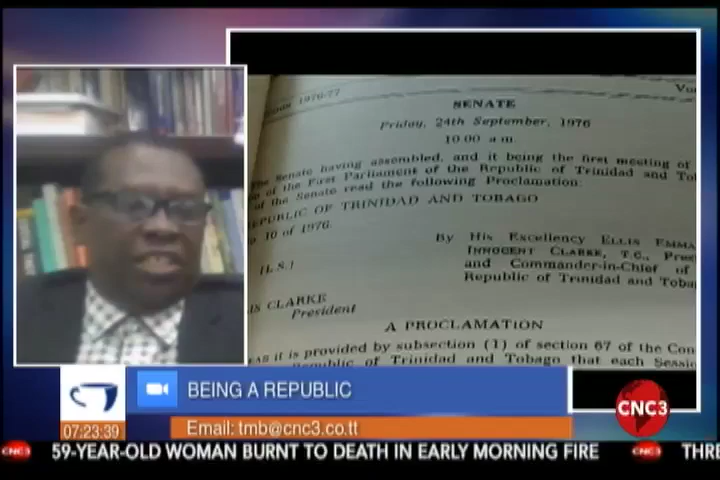 1976-77
SENATE
Friday, 24th September, 1976
10.00 a.m.
The Senate having assembled, and it being the first meeting of
of the First Parliament of the Republic of Trinidad and
of the Senate read the following Proclamation:
REPUBLIC OF TRINIDAD AND TOBAGO
10 of 1976.
By His Excellency ELLIS
INNOCENT CLARKE, T.C.,
[L.S.]
and Commander-in-Chief of
Republic of Trinidad and
CLARKE
President
A PROCLAMATION
it is provided by subsection (1) of section 67 of the
Republic of Trinidad and Tobago that each
BEING A REPUBLIC
CNC3
07:23:39
Email: tmb@cnc3.co.tt
CNC3 59-YEAR-OLD WOMAN BURNT TO DEATH IN EARLY MORNING FIRE CNC3